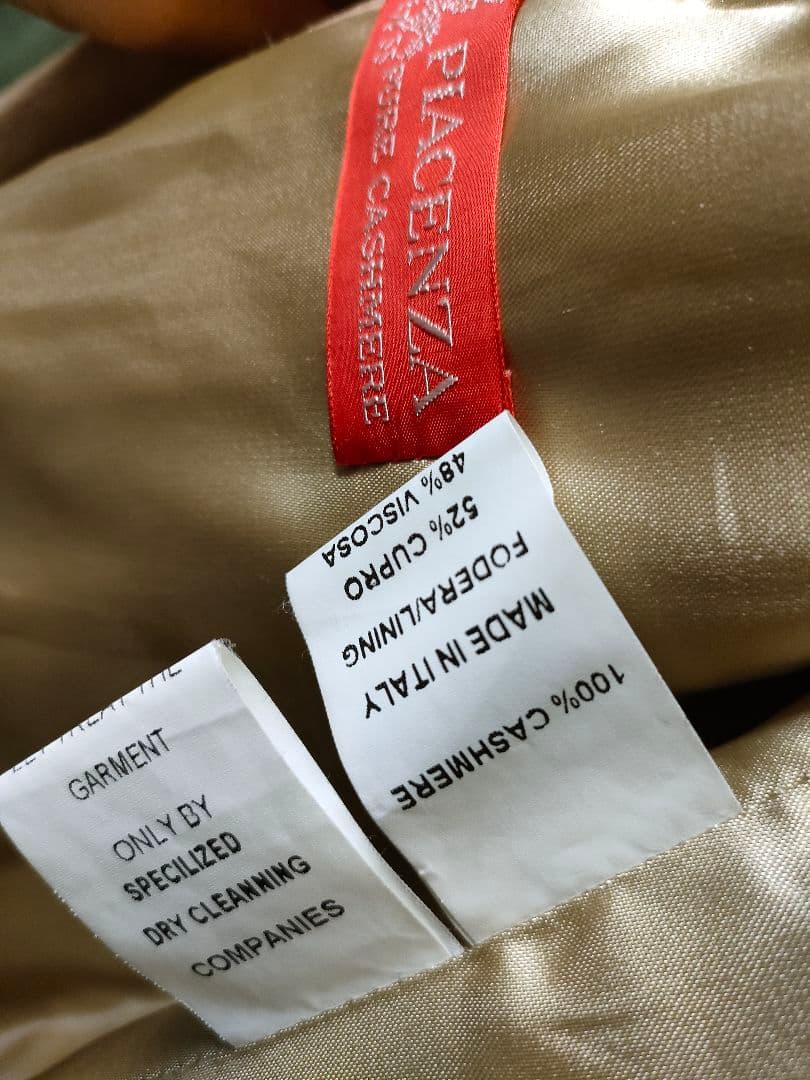 PIACENZA
PURE CASHMERE
100% CASHMERE
MADE IN ITALY
FODERA/LINING
52% CUPRO
48% VISCOSA
GARMENT
ONLY BY
SPECILIZED
DRY CLEANNING
COMPANIES